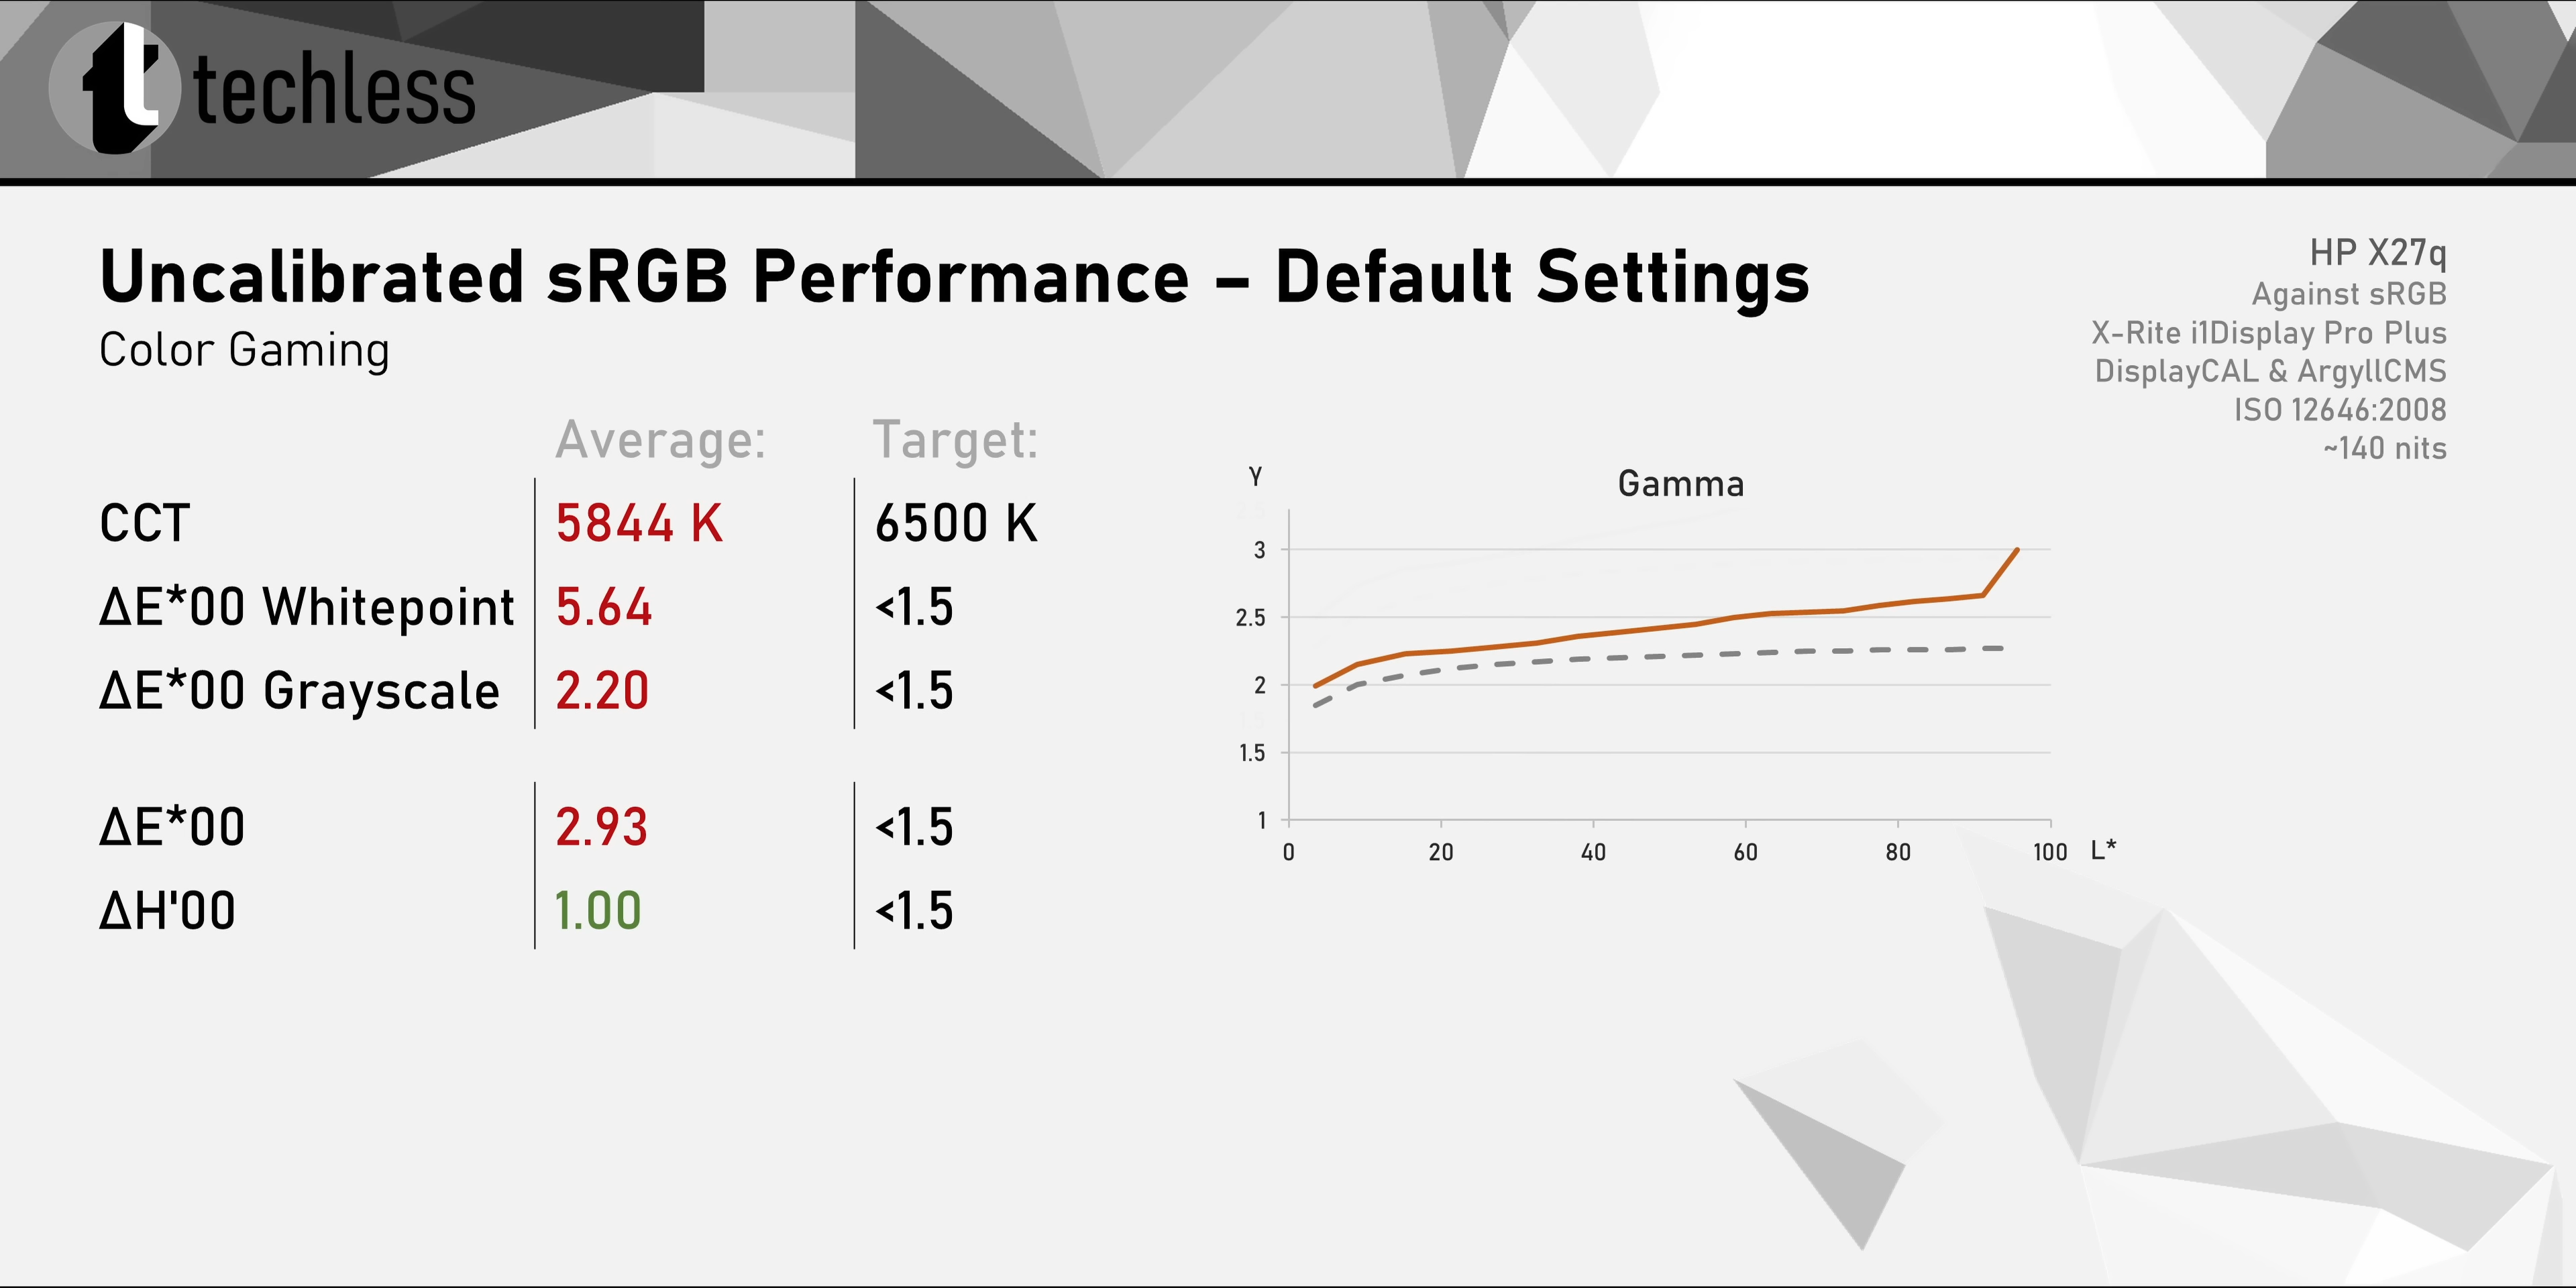 techless
Uncalibrated sRGB Performance – Default Settings
Color Gaming
HP X27q
Against sRGB
X-Rite i1Display Pro Plus
DisplayCAL & ArgyllCMS
ISO 12646:2008
~140 nits
Average: Target:
CCT 5844 K 6500 K
ΔE*00 Whitepoint 5.64 <1.5
ΔE*00 Grayscale 2.20 <1.5
ΔE*00 2.93 <1.5
ΔH'00 1.00 <1.5
Gamma
Y
3
2.5
2
1.5
1
0 20 40 60 80 100 L*